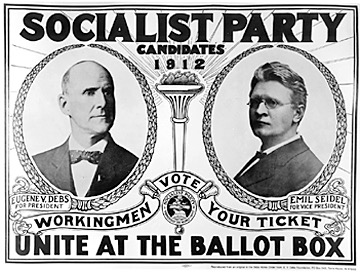 SOCIALIST PARTY
CANDIDATES
1912
EUGENE V. DEBS
FOR PRESIDENT
EMIL SEIDEL
FOR VICE PRESIDENT
VOTE
WORKINGMEN
YOUR TICKET
UNITE AT THE BALLOT BOX